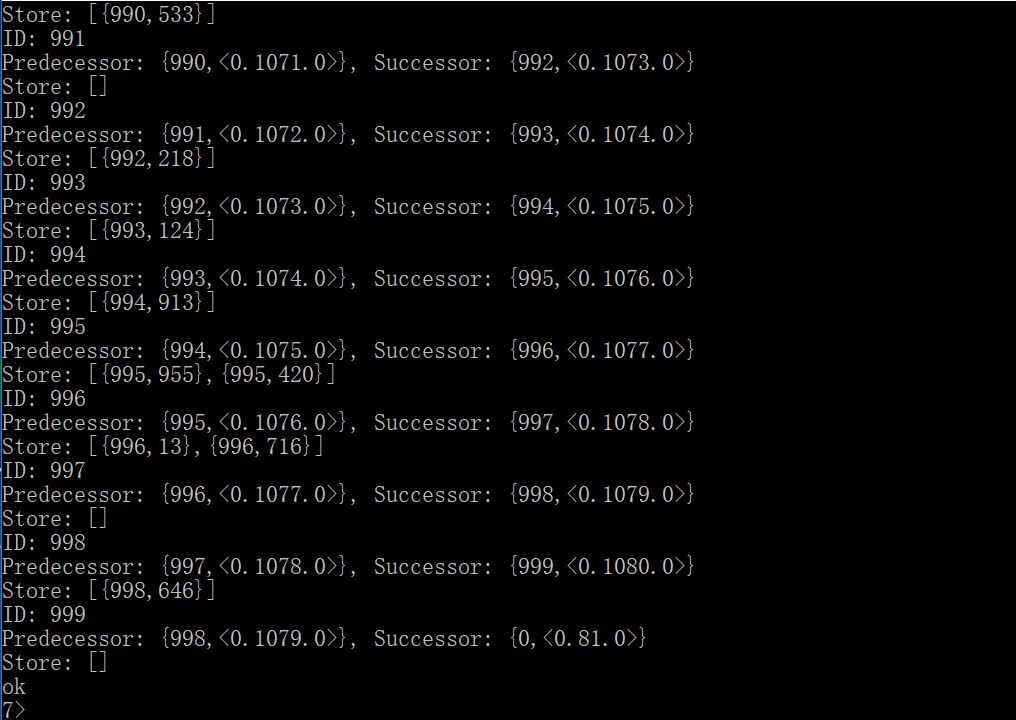 Store: [{990,533}]
ID: 991
Predecessor: {990,<0.1071.0>}, Successor: {992,<0.1073.0>}
Store: []
ID: 992
Predecessor: {991,<0.1072.0>}, Successor: {993,<0.1074.0>}
Store: [{992,218}]
ID: 993
Predecessor: {992,<0.1073.0>}, Successor: {994,<0.1075.0>}
Store: [{993,124}]
ID: 994
Predecessor: {993,<0.1074.0>}, Successor: {995,<0.1076.0>}
Store: [{994,913}]
ID: 995
Predecessor: {994,<0.1075.0>}, Successor: {996,<0.1077.0>}
Store: [{995,955},{995,420}]
ID: 996
Predecessor: {995,<0.1076.0>}, Successor: {997,<0.1078.0>}
Store: [{996,13},{996,716}]
ID: 997
Predecessor: {996,<0.1077.0>}, Successor: {998,<0.1079.0>}
Store: []
ID: 998
Predecessor: {997,<0.1078.0>}, Successor: {999,<0.1080.0>}
Store: [{998,646}]
ID: 999
Predecessor: {998,<0.1079.0>}, Successor: {0,<0.81.0>}
Store: []
ok
7>